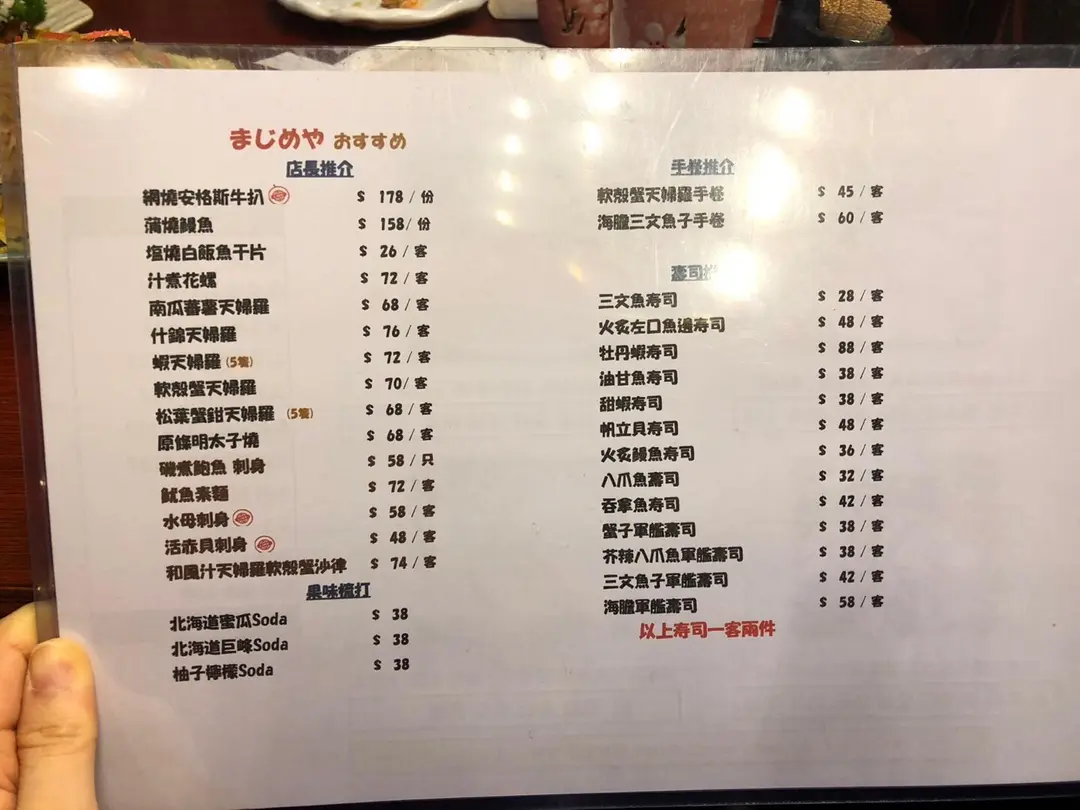 まじめや おすすめ
店長推介
網燒安格斯牛扒 $ 178 / 份
蒲燒鰻魚 $ 158/ 份
塩燒白飯魚干片 $ 26 / 客
汁煮花螺 $ 72 / 客
南瓜蕃薯天婦羅 $ 68 / 客
什錦天婦羅 $ 76 / 客
蝦天婦羅 (5隻) $ 72 / 客
軟殼蟹天婦羅 $ 70/ 客
松葉蟹鉗天婦羅 (5隻) $ 68 / 客
原條明太子燒 $ 68 / 客
磯煮鮑魚 刺身 $ 58 / 只
魷魚素麵 $ 72 / 客
水母刺身 $ 58 / 客
活赤貝刺身 $ 48 / 客
和風汁天婦羅軟殼蟹沙律 $ 74 / 客
果味梳打
北海道蜜瓜Soda $ 38
北海道巨峰Soda $ 38
柚子檸檬Soda $ 38
手卷推介
軟殼蟹天婦羅手卷 $ 45 / 客
海膽三文魚子手卷 $ 60 / 客
壽司推
三文魚寿司 $ 28 / 客
火炙左口魚邊寿司 $ 48 / 客
牡丹蝦寿司 $ 88 / 客
油甘魚寿司 $ 38 / 客
甜蝦寿司 $ 38 / 客
帆立貝寿司 $ 48 / 客
火炙鰻魚寿司 $ 36 / 客
八爪魚壽司 $ 32 / 客
吞拿魚寿司 $ 42 / 客
蟹子軍艦壽司 $ 38 / 客
芥辣八爪魚軍艦壽司 $ 38 / 客
三文魚子軍艦壽司 $ 42 / 客
海膽軍艦壽司 $ 58 / 客
以上寿司一客兩件